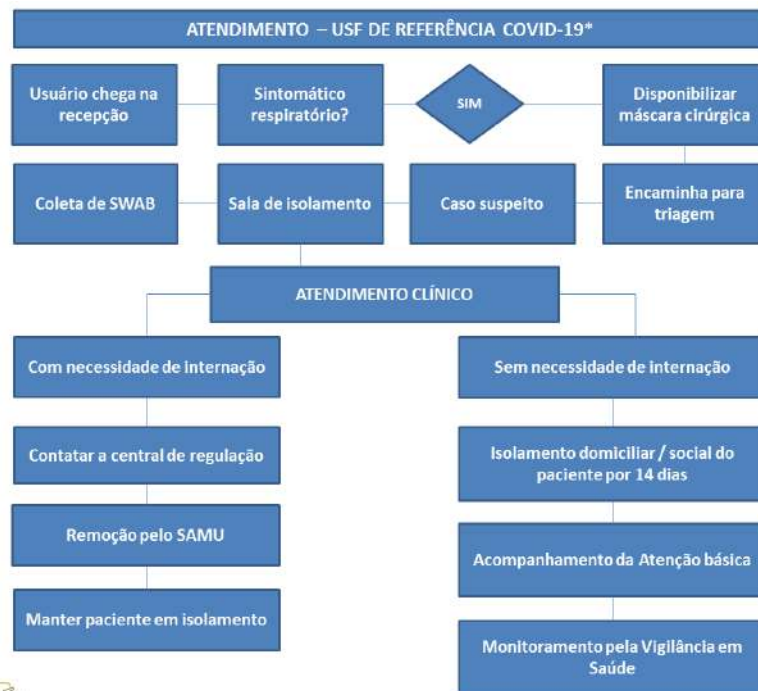 ATENDIMENTO – USF DE REFERÊNCIA COVID-19*
Usuário chega na
recepção
Sintomático
respiratório?
SIM
Disponibilizar
máscara cirúrgica
Coleta de SWAB
Sala de isolamento
Caso suspeito
Encaminha para
triagem
ATENDIMENTO CLÍNICO
Com necessidade de internação
Sem necessidade de internação
Contatar a central de regulação
Isolamento domiciliar / social do
paciente por 14 dias
Remoção pelo SAMU
Acompanhamento da Atenção básica
Manter paciente em isolamento
Monitoramento pela Vigilância em
Saúde